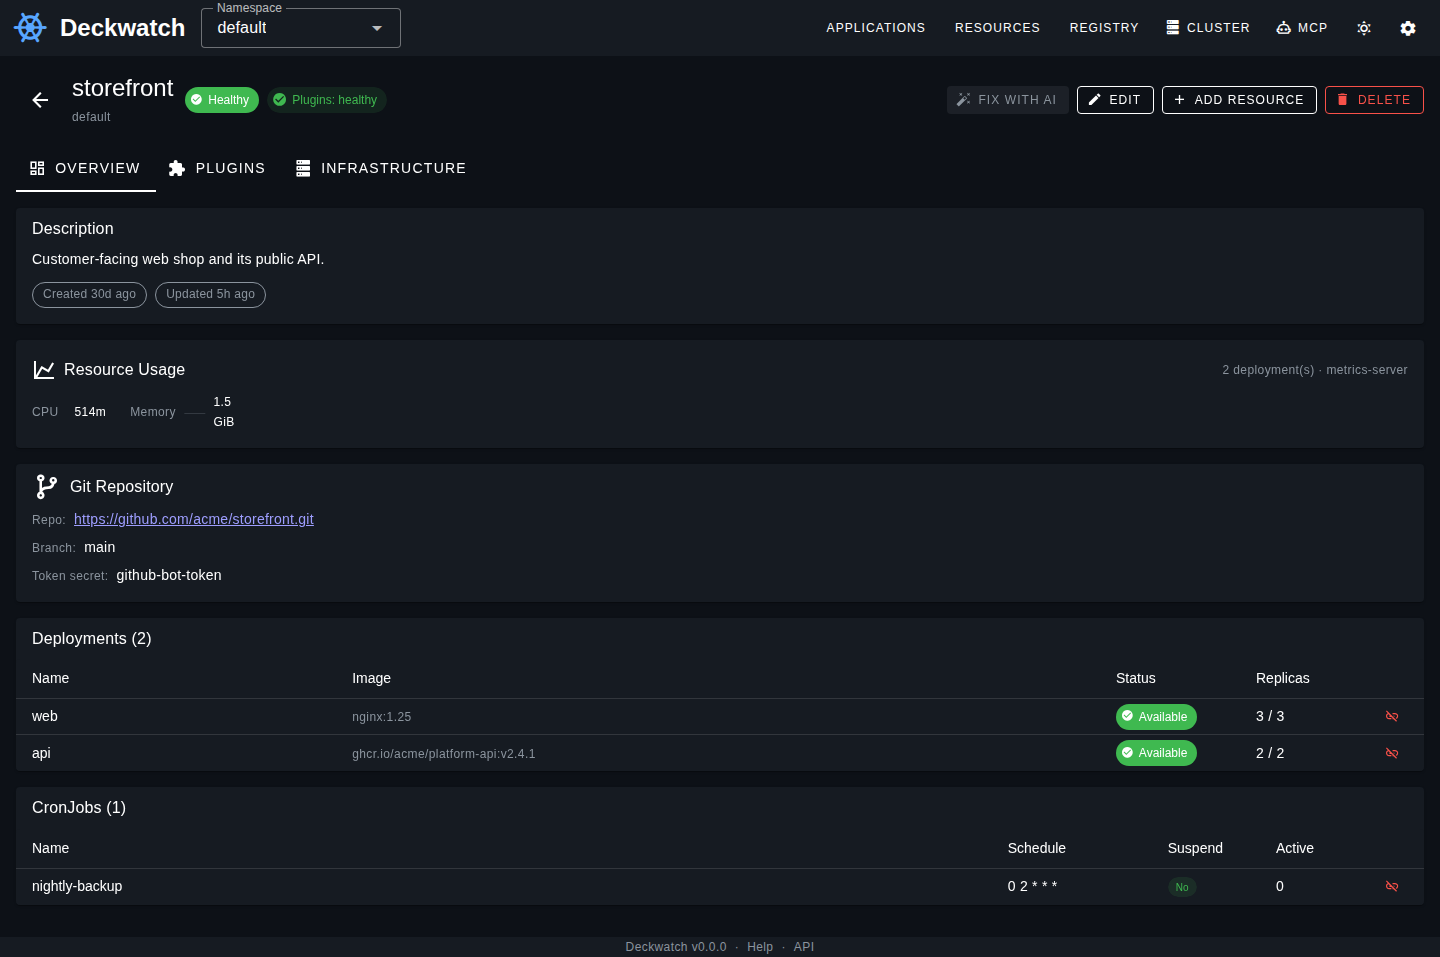 Deckwatch
Namespace
default
APPLICATIONS
RESOURCES
REGISTRY
CLUSTER
MCP
storefront
default
Healthy
Plugins: healthy
FIX WITH AI
EDIT
ADD RESOURCE
DELETE
OVERVIEW
PLUGINS
INFRASTRUCTURE
Description
Customer-facing web shop and its public API.
Created 30d ago
Updated 5h ago
Resource Usage
2 deployment(s) · metrics-server
CPU 514m
Memory 1.5
GiB
Git Repository
Repo: https://github.com/acme/storefront.git
Branch: main
Token secret: github-bot-token
Deployments (2)
Name Image Status Replicas
web nginx:1.25 Available 3 / 3
api ghcr.io/acme/platform-api:v2.4.1 Available 2 / 2
CronJobs (1)
Name Schedule Suspend Active
nightly-backup 0 2 * * * No 0
Deckwatch v0.0.0 · Help · API